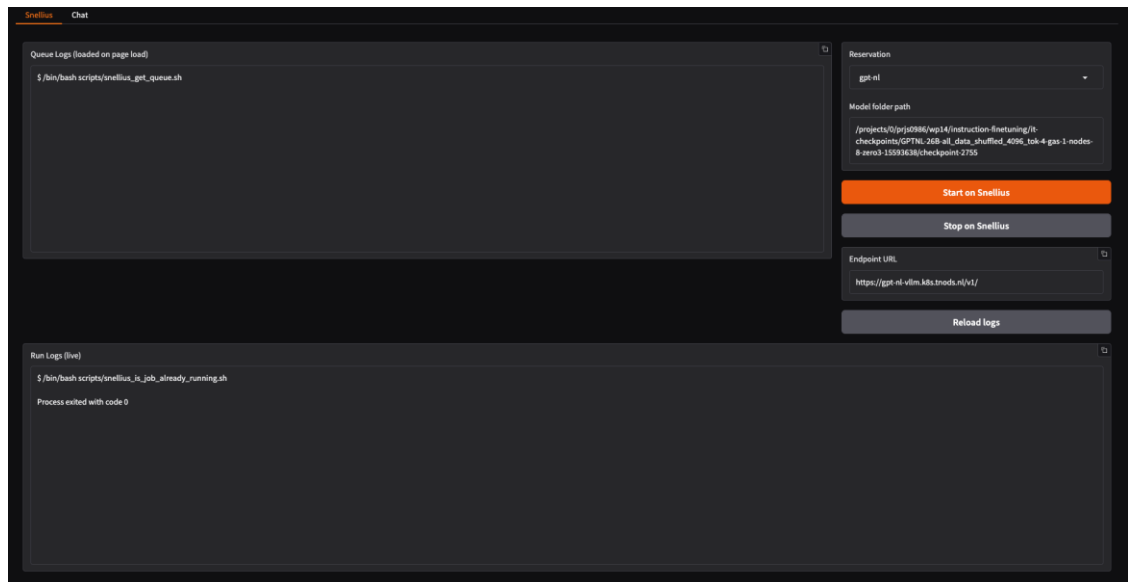 Snellius Chat
Queue Logs (loaded on page load)
$ /bin/bash scripts/snellius_get_queue.sh
Reservation
gpt-nl
Model folder path
/projects/0/prjs0986/wp14/instruction-finetuning/it-
checkpoints/GPTNL-26B-all_data_shuffled_4096_tok-4-gas-1-nodes-
8-zero3-15593638/checkpoint-2755
Start on Snellius
Stop on Snellius
Endpoint URL
https://gpt-nl-vllm.k8s.tnods.nl/v1/
Reload logs
Run Logs (live)
$ /bin/bash scripts/snellius_is_job_already_running.sh
Process exited with code 0